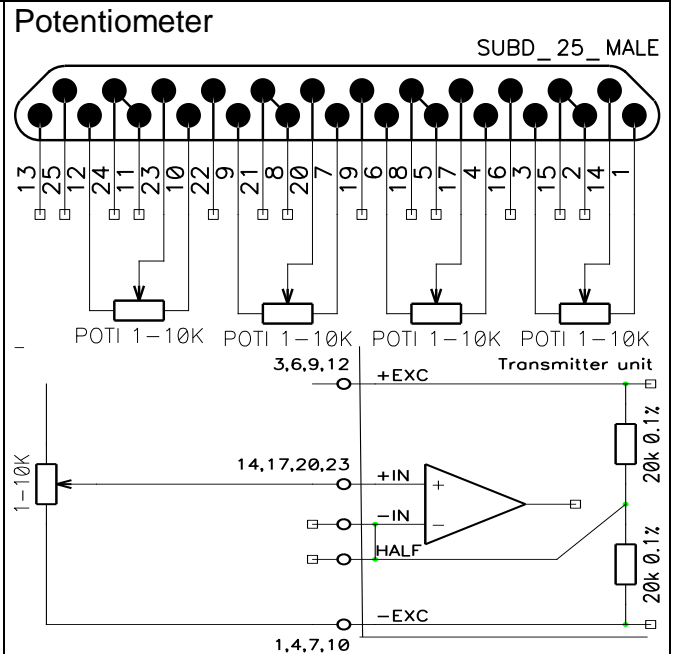 Potentiometer
SUBD_25_MALE
13 25 12 24 11 23 10 22 9 21 8 20 7 19 6 18 5 17 4 16 3 15 2 14 1
POTI 1-10K POTI 1-10K POTI 1-10K POTI 1-10K
3,6,9,12 +EXC Transmitter unit
20k 0.1%
1-10K
14,17,20,23 +IN
+
-IN
-
HALF
20k 0.1%
-EXC
1,4,7,10